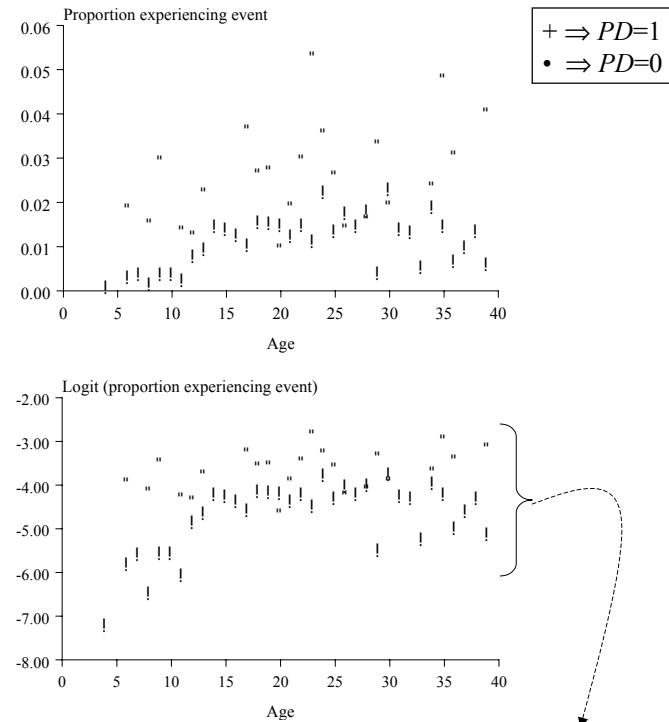 Proportion experiencing event
+ ⇒ PD=1
• ⇒ PD=0
0.06
0.05
0.04
0.03
0.02
0.01
0.00
0 5 10 15 20 25 30 35 40
Age
Logit (proportion experiencing event)
-2.00
-3.00
-4.00
-5.00
-6.00
-7.00
-8.00
0 5 10 15 20 25 30 35 40
Age